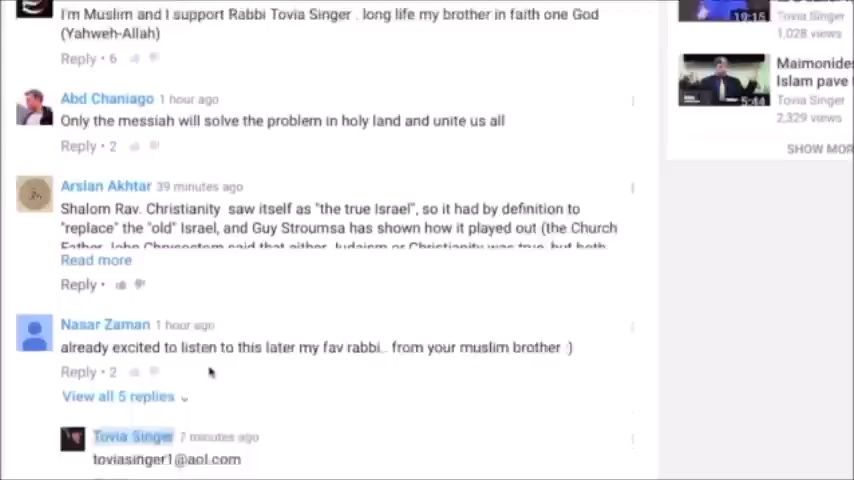 I'm Muslim and I support Rabbi Tovia Singer . long life my brother in faith one God
(Yahweh-Allah)
Reply • 6
Abd Chaniago 1 hour ago
Only the messiah will solve the problem in holy land and unite us all
Reply • 2
Arslan Akhtar 39 minutes ago
Shalom Rav. Christianity saw itself as "the true Israel", so it had by definition to
"replace" the "old" Israel, and Guy Stroumsa has shown how it played out (the Church
Father, John Chrysostom said that either Judaism or Christianity was true, but both
Read more
Reply •
Nasar Zaman 1 hour ago
already excited to listen to this later my fav rabbi.. from your muslim brother :)
Reply • 2
View all 5 replies
Tovia Singer 7 minutes ago
toviasinger1@aol.com
19:15
Tovia Singer
1,028 views
Maimonides
Islam pave
5:44
Tovia Singer
2,329 views
SHOW MOR